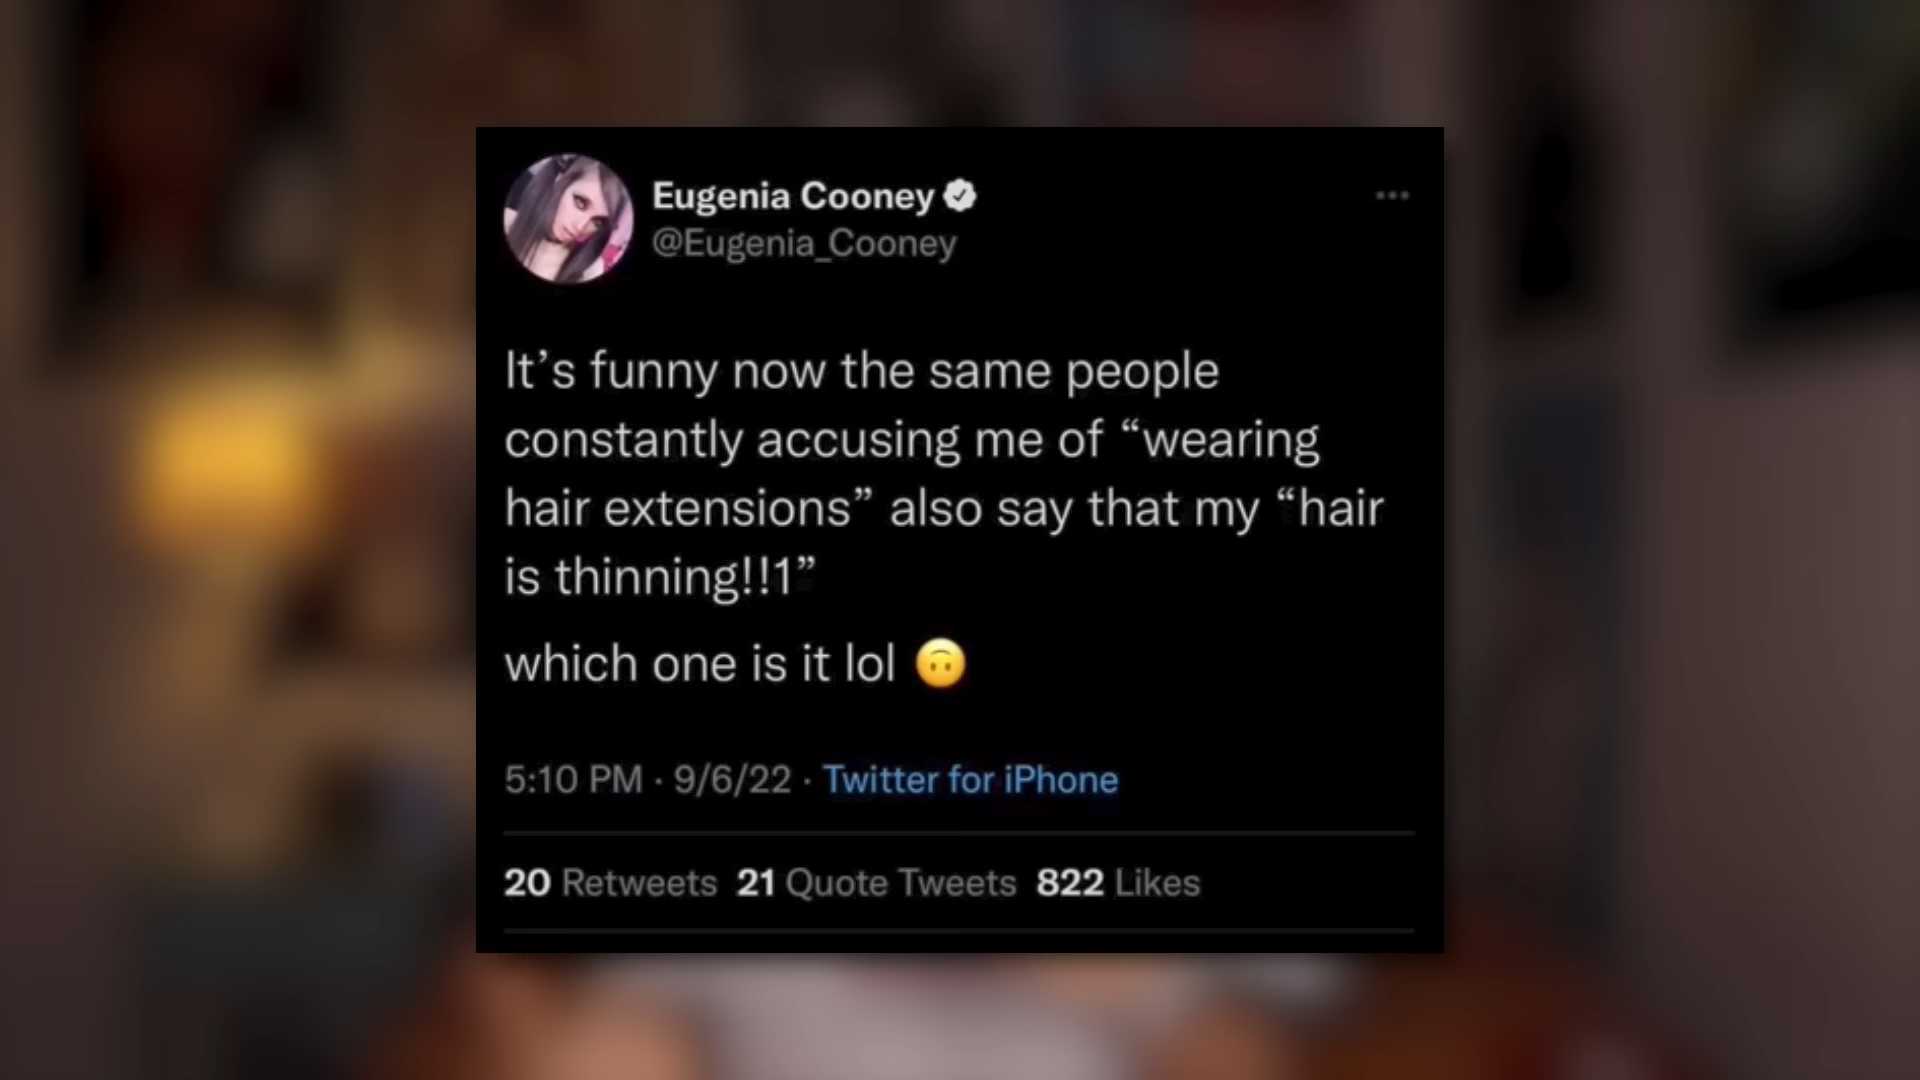 Eugenia Cooney
@Eugenia_Cooney
It’s funny now the same people
constantly accusing me of “wearing
hair extensions” also say that my “hair
is thinning!!1”
which one is it lol 🙃
5:10 PM · 9/6/22 · Twitter for iPhone
20 Retweets 21 Quote Tweets 822 Likes